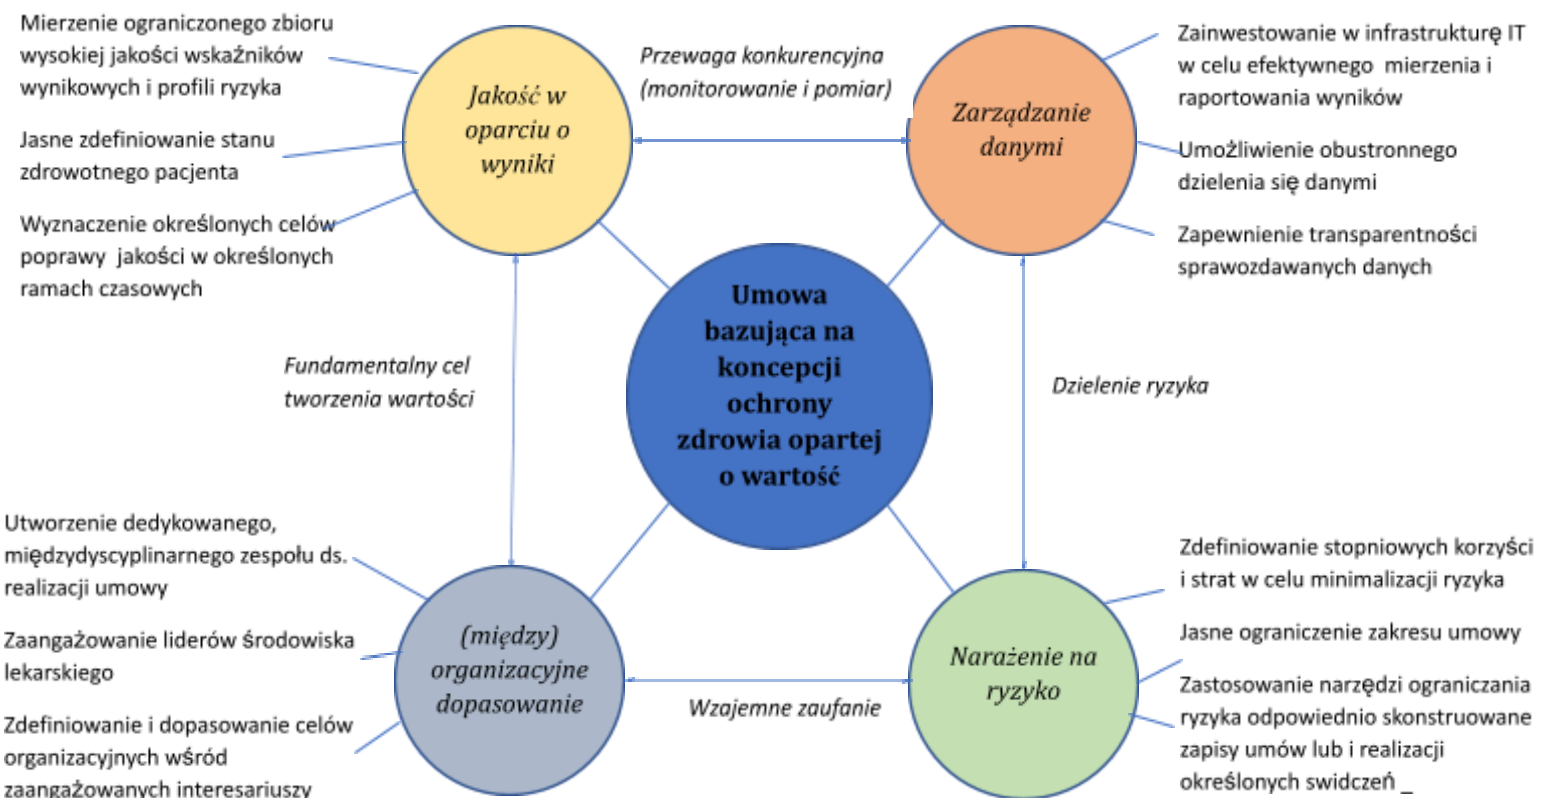 Mierzenie ograniczonego zbioru
wysokiej jakości wskaźników
wynikowych i profili ryzyka
Jasne zdefiniowanie stanu
zdrowotnego pacjenta
Wyznaczenie określonych celów
poprawy jakości w określonych
ramach czasowych
Jakość w
oparciu o
wyniki
Przewaga konkurencyjna
(monitorowanie i pomiar)
Zarządzanie
danymi
Zainwestowanie w infrastrukturę IT
w celu efektywnego mierzenia i
raportowania wyników
Umożliwienie obustronnego
dzielenia się danymi
Zapewnienie transparentności
sprawozdawanych danych
Fundamentalny cel
tworzenia wartości
Umowa
bazująca na
koncepcji
ochrony
zdrowia opartej
o wartość
Dzielenie ryzyka
Utworzenie dedykowanego,
międzydyscyplinarnego zespołu ds.
realizacji umowy
Zaangażowanie liderów środowiska
lekarskiego
Zdefiniowanie i dopasowanie celów
organizacyjnych wśród
zaangażowanych interesariuszy
(między)
organizacyjne
dopasowanie
Wzajemne zaufanie
Narażenie na
ryzyko
Zdefiniowanie stopniowych korzyści
i strat w celu minimalizacji ryzyka
Jasne ograniczenie zakresu umowy
Zastosowanie narzędzi ograniczania
ryzyka odpowiednio skonstruowane
zapisy umów lub i realizacji
określonych swidczeń _